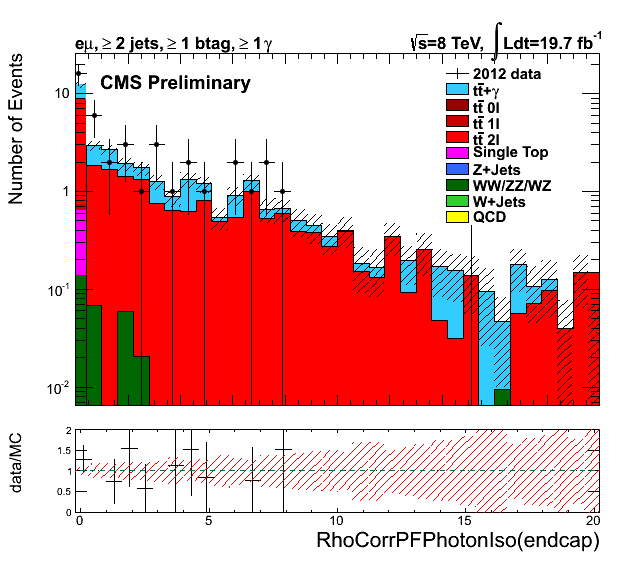 eμ, ≥ 2 jets, ≥ 1 btag, ≥ 1 γ √s=8 TeV, ∫ Ldt=19.7 fb⁻¹
CMS Preliminary
2012 data
tt̄+γ
tt̄ 0l
tt̄ 1l
tt̄ 2l
Single Top
Z+Jets
WW/ZZ/WZ
W+Jets
QCD
Number of Events
10
1
10⁻¹
10⁻²
data/MC
2
1.5
1
0.5
0
0 5 10 15 20
RhoCorrPFPhotonIso(endcap)